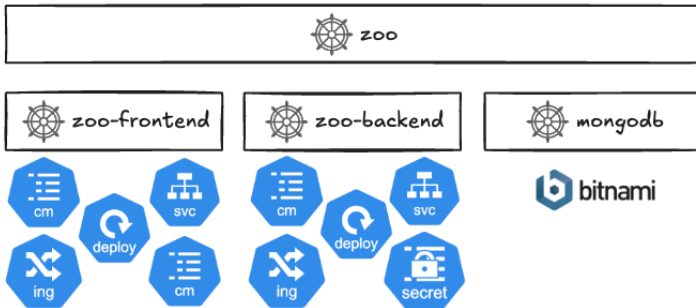 zoo
zoo-frontend
zoo-backend
mongodb
cm
svc
deploy
ing
cm
cm
svc
deploy
ing
secret
bitnami